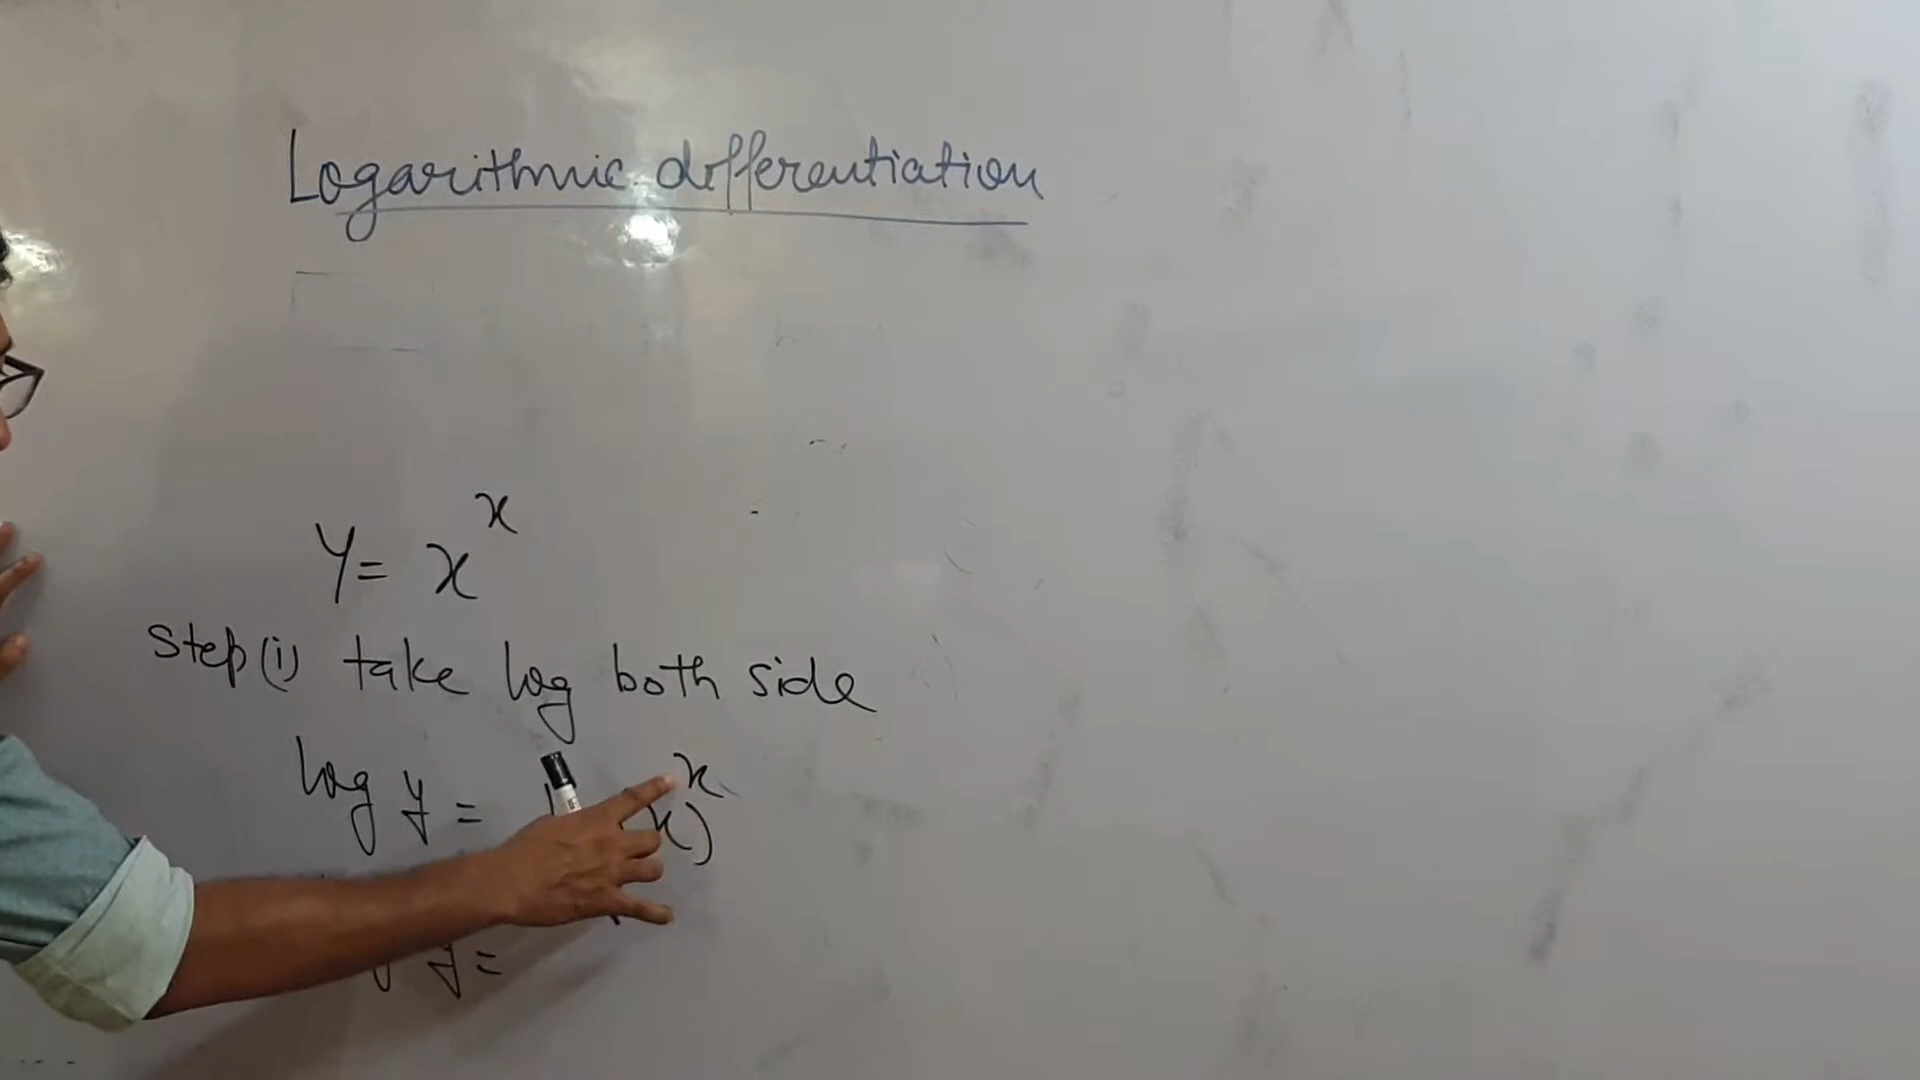 Logarithmic differentiation
Y = x^x
Step (i) take log both side
log y = (x)^x
y =